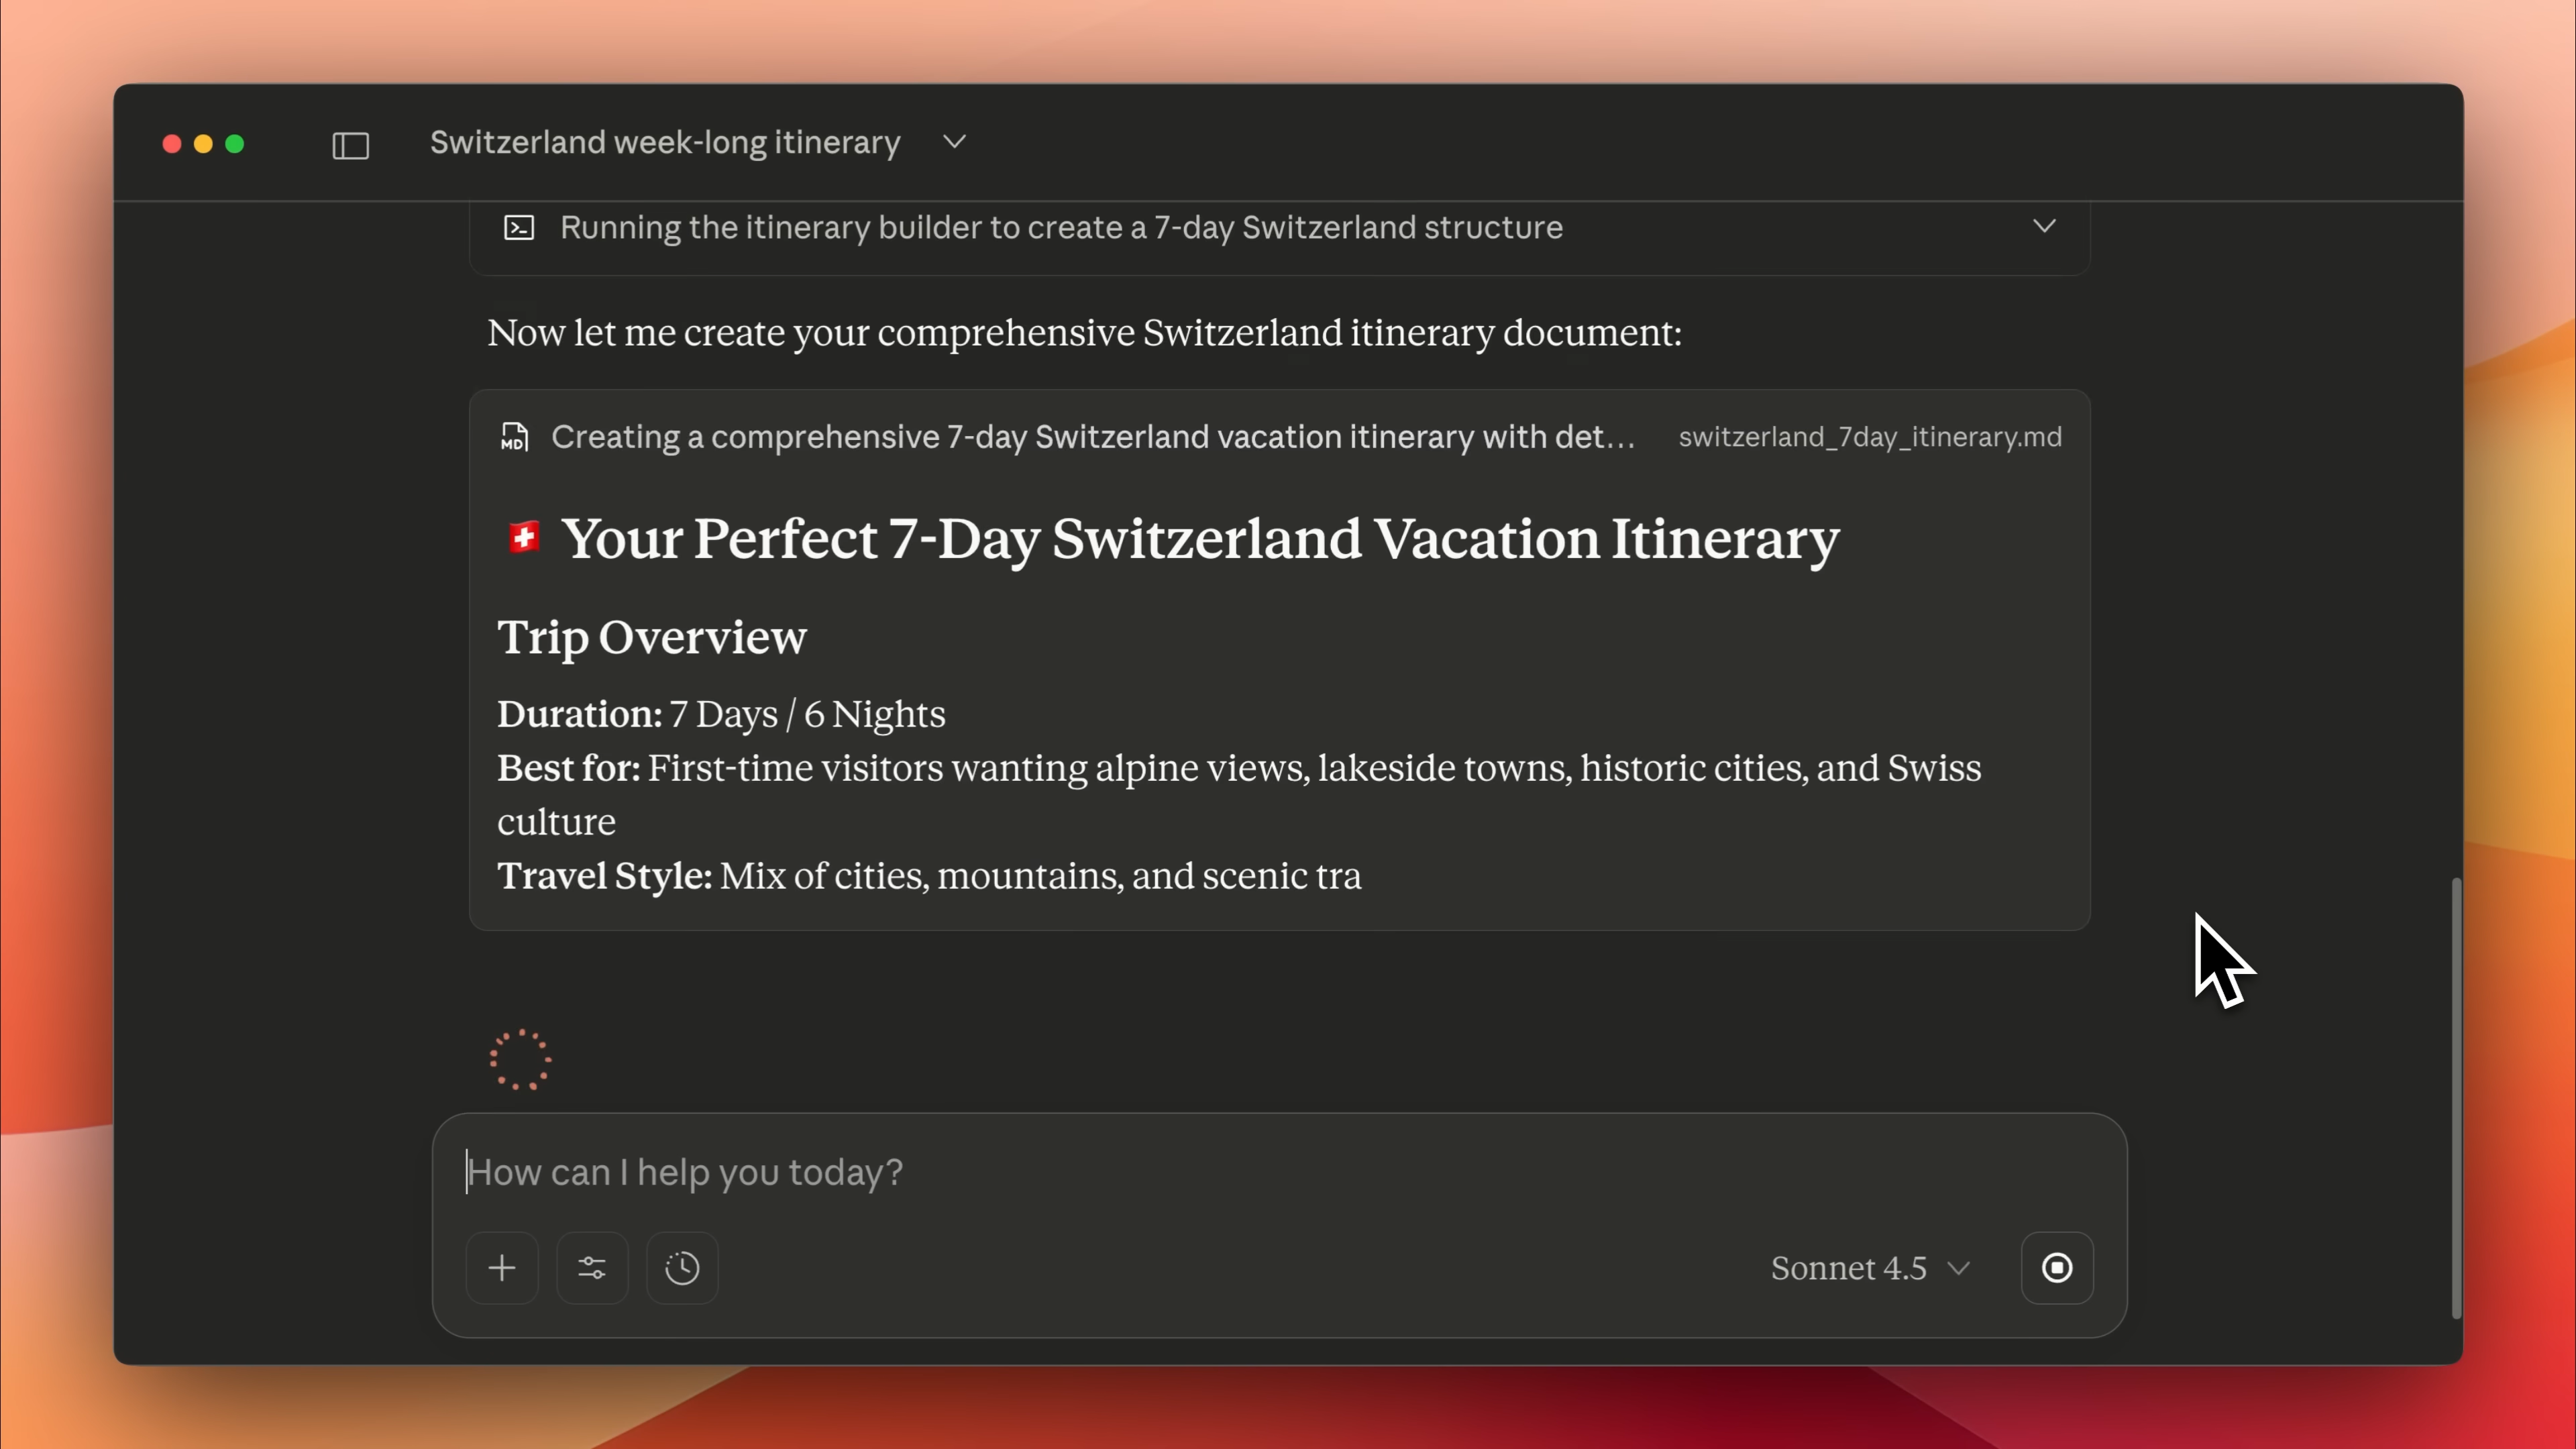 Switzerland week-long itinerary
Running the itinerary builder to create a 7-day Switzerland structure
Now let me create your comprehensive Switzerland itinerary document:
MD
Creating a comprehensive 7-day Switzerland vacation itinerary with det...
switzerland_7day_itinerary.md
Your Perfect 7-Day Switzerland Vacation Itinerary
Trip Overview
Duration: 7 Days / 6 Nights
Best for: First-time visitors wanting alpine views, lakeside towns, historic cities, and Swiss
culture
Travel Style: Mix of cities, mountains, and scenic tra
How can I help you today?
Sonnet 4.5